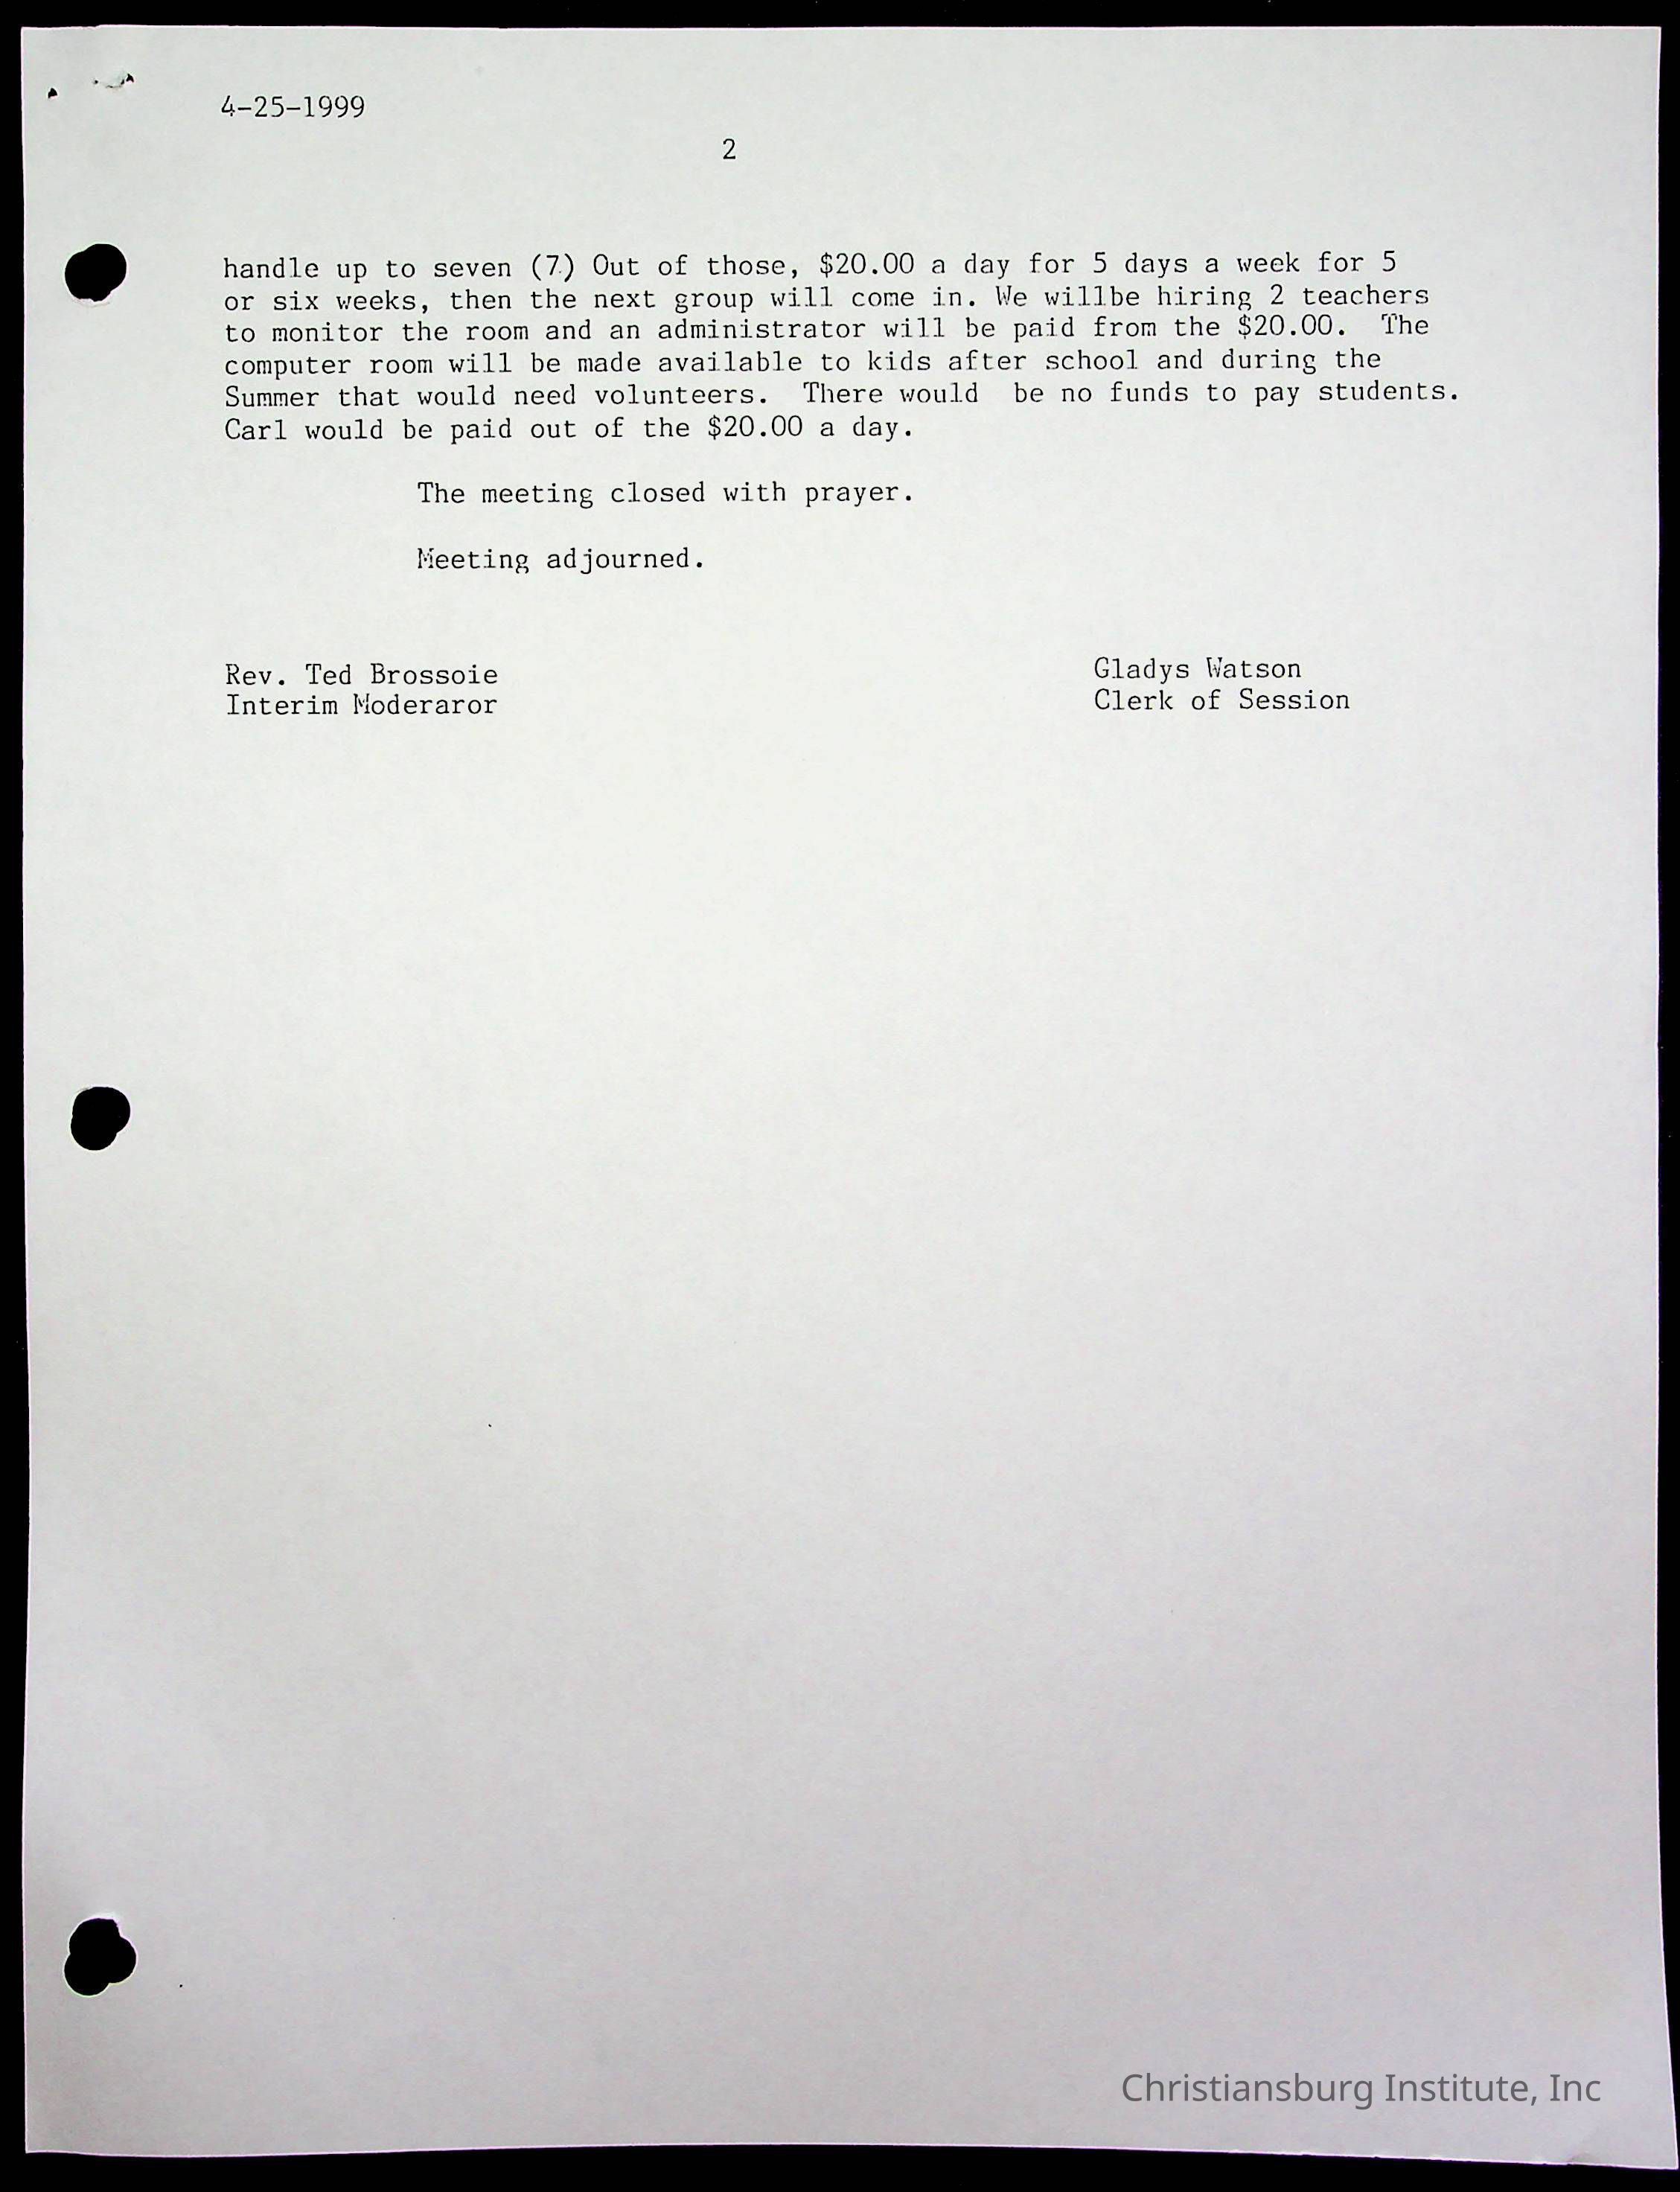 4-25-1999
2
handle up to seven (7) Out of those, $20.00 a day for 5 days a week for 5
or six weeks, then the next group will come in. We willbe hiring 2 teachers
to monitor the room and an administrator will be paid from the $20.00.  The
computer room will be made available to kids after school and during the
Summer that would need volunteers.  There would  be no funds to pay students.
Carl would be paid out of the $20.00 a day.
The meeting closed with prayer.
Meeting adjourned.
Rev. Ted Brossoie
Interim Moderaror
Gladys Watson
Clerk of Session
Christiansburg Institute, Inc